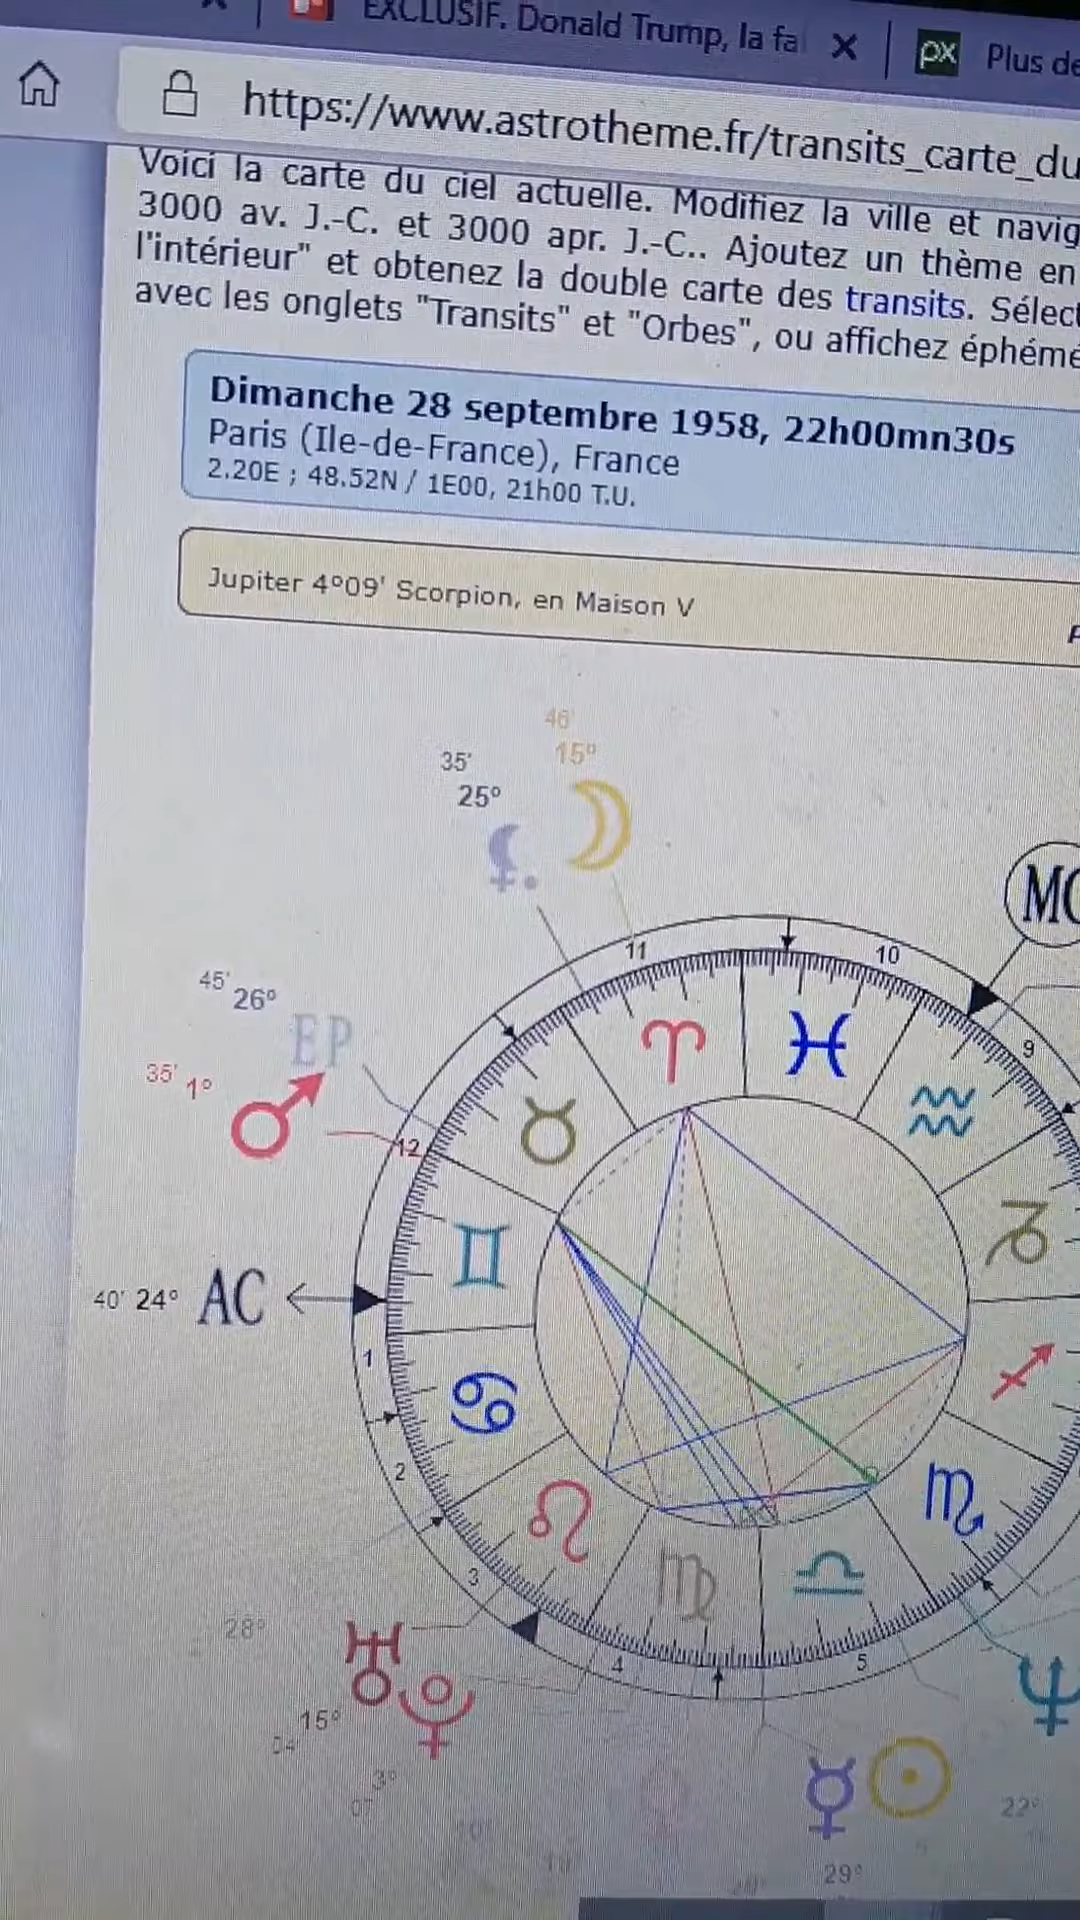 EXCLUSIF. Donald Trump, la fa
px Plus de
https://www.astrotheme.fr/transits_carte_du
Voici la carte du ciel actuelle. Modifiez la ville et navig
3000 av. J.-C. et 3000 apr. J.-C.. Ajoutez un thème en
l'intérieur" et obtenez la double carte des transits. Sélect
avec les onglets "Transits" et "Orbes", ou affichez éphémé
Dimanche 28 septembre 1958, 22h00mn30s
Paris (Ile-de-France), France
2.20E ; 48.52N / 1E00, 21h00 T.U.
Jupiter 4°09' Scorpion, en Maison V
46'
15°
35'
25°
MC
11
10
9
45' 26°
EP
35' 1°
12
40' 24° AC
1
2
3
4
5
28°
15°
04'
3°
07'
10°
22°
29°